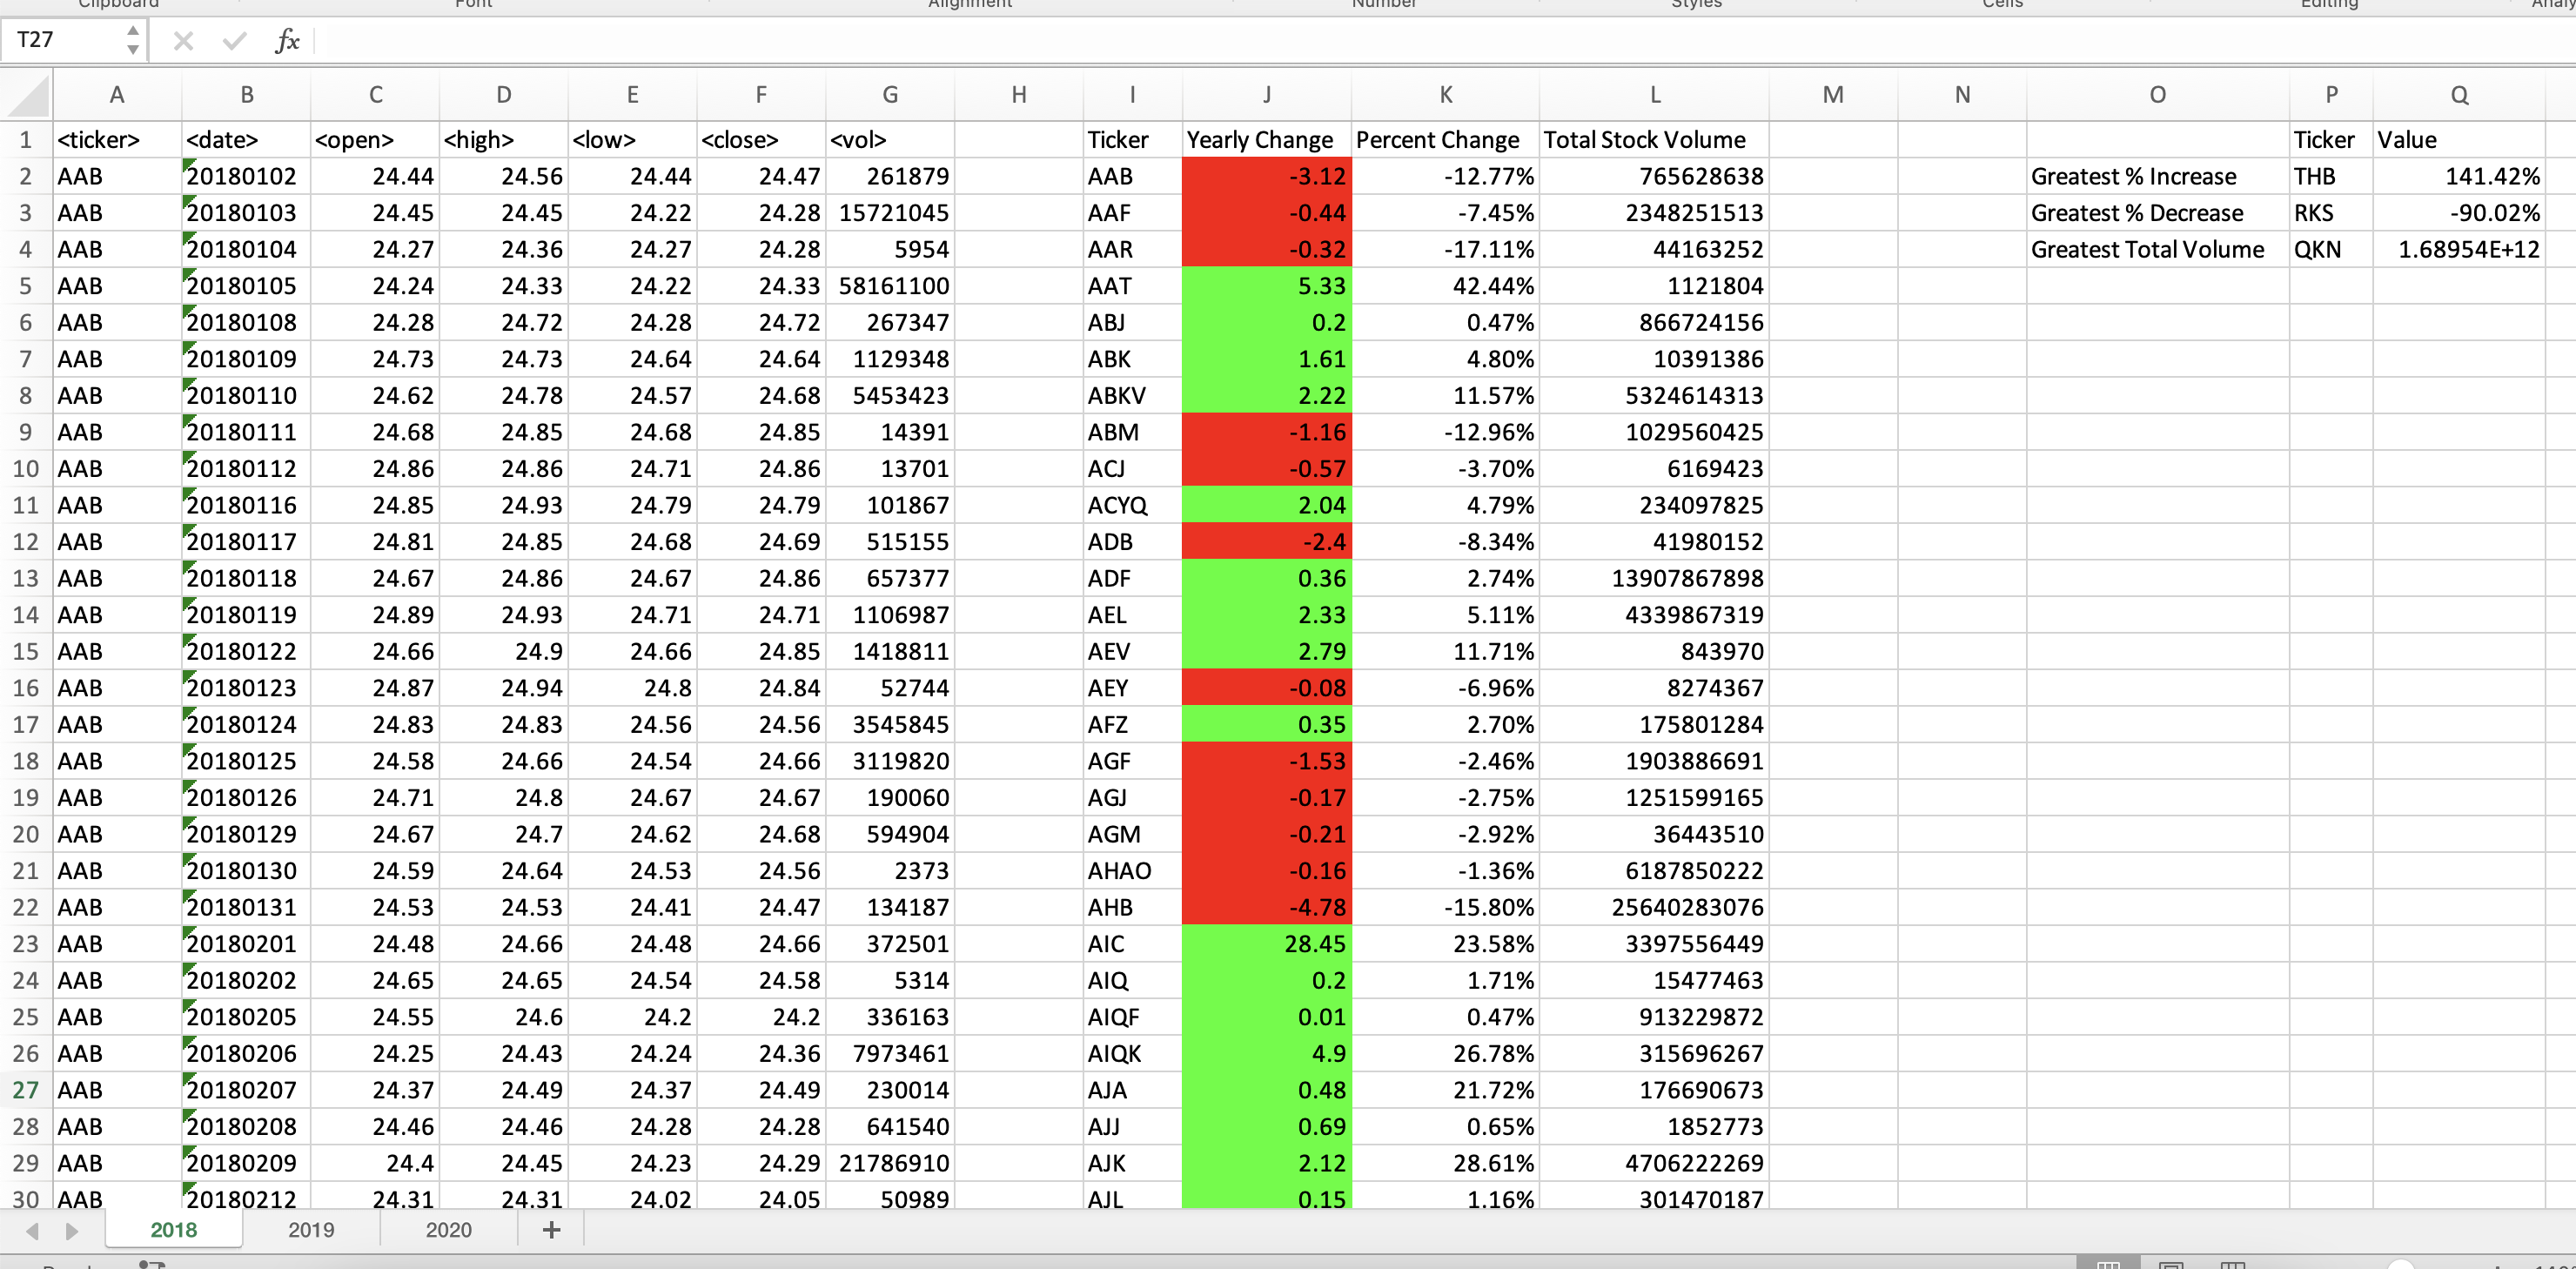 Clipboard Font Alignment Number Styles Cells Editing
T27 fx
A B C D E F G H I J K L M N O P Q
1 <ticker> <date> <open> <high> <low> <close> <vol> Ticker Yearly Change Percent Change Total Stock Volume Ticker Value
2 AAB 20180102 24.44 24.56 24.44 24.47 261879 AAB -3.12 -12.77% 765628638 Greatest % Increase THB 141.42%
3 AAB 20180103 24.45 24.45 24.22 24.28 15721045 AAF -0.44 -7.45% 2348251513 Greatest % Decrease RKS -90.02%
4 AAB 20180104 24.27 24.36 24.27 24.28 5954 AAR -0.32 -17.11% 44163252 Greatest Total Volume QKN 1.68954E+12
5 AAB 20180105 24.24 24.33 24.22 24.33 58161100 AAT 5.33 42.44% 1121804
6 AAB 20180108 24.28 24.72 24.28 24.72 267347 ABJ 0.2 0.47% 866724156
7 AAB 20180109 24.73 24.73 24.64 24.64 1129348 ABK 1.61 4.80% 10391386
8 AAB 20180110 24.62 24.78 24.57 24.68 5453423 ABKV 2.22 11.57% 5324614313
9 AAB 20180111 24.68 24.85 24.68 24.85 14391 ABM -1.16 -12.96% 1029560425
10 AAB 20180112 24.86 24.86 24.71 24.86 13701 ACJ -0.57 -3.70% 6169423
11 AAB 20180116 24.85 24.93 24.79 24.79 101867 ACYQ 2.04 4.79% 234097825
12 AAB 20180117 24.81 24.85 24.68 24.69 515155 ADB -2.4 -8.34% 41980152
13 AAB 20180118 24.67 24.86 24.67 24.86 657377 ADF 0.36 2.74% 13907867898
14 AAB 20180119 24.89 24.93 24.71 24.71 1106987 AEL 2.33 5.11% 4339867319
15 AAB 20180122 24.66 24.9 24.66 24.85 1418811 AEV 2.79 11.71% 843970
16 AAB 20180123 24.87 24.94 24.8 24.84 52744 AEY -0.08 -6.96% 8274367
17 AAB 20180124 24.83 24.83 24.56 24.56 3545845 AFZ 0.35 2.70% 175801284
18 AAB 20180125 24.58 24.66 24.54 24.66 3119820 AGF -1.53 -2.46% 1903886691
19 AAB 20180126 24.71 24.8 24.67 24.67 190060 AGJ -0.17 -2.75% 1251599165
20 AAB 20180129 24.67 24.7 24.62 24.68 594904 AGM -0.21 -2.92% 36443510
21 AAB 20180130 24.59 24.64 24.53 24.56 2373 AHAO -0.16 -1.36% 6187850222
22 AAB 20180131 24.53 24.53 24.41 24.47 134187 AHB -4.78 -15.80% 25640283076
23 AAB 20180201 24.48 24.66 24.48 24.66 372501 AIC 28.45 23.58% 3397556449
24 AAB 20180202 24.65 24.65 24.54 24.58 5314 AIQ 0.2 1.71% 15477463
25 AAB 20180205 24.55 24.6 24.2 24.2 336163 AIQF 0.01 0.47% 913229872
26 AAB 20180206 24.25 24.43 24.24 24.36 7973461 AIQK 4.9 26.78% 315696267
27 AAB 20180207 24.37 24.49 24.37 24.49 230014 AJA 0.48 21.72% 176690673
28 AAB 20180208 24.46 24.46 24.28 24.28 641540 AJJ 0.69 0.65% 1852773
29 AAB 20180209 24.4 24.45 24.23 24.29 21786910 AJK 2.12 28.61% 4706222269
30 AAB 20180212 24.31 24.31 24.02 24.05 50989 AJL 0.15 1.16% 301470187
2018 2019 2020 +